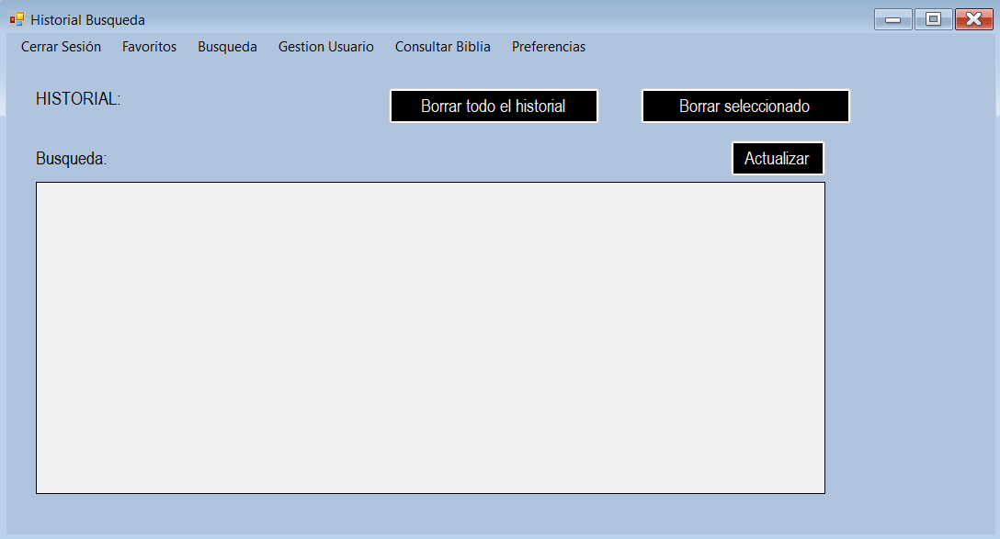 Historial Busqueda
Cerrar Sesión Favoritos Busqueda Gestion Usuario Consultar Biblia Preferencias
HISTORIAL: Borrar todo el historial Borrar seleccionado
Busqueda: Actualizar